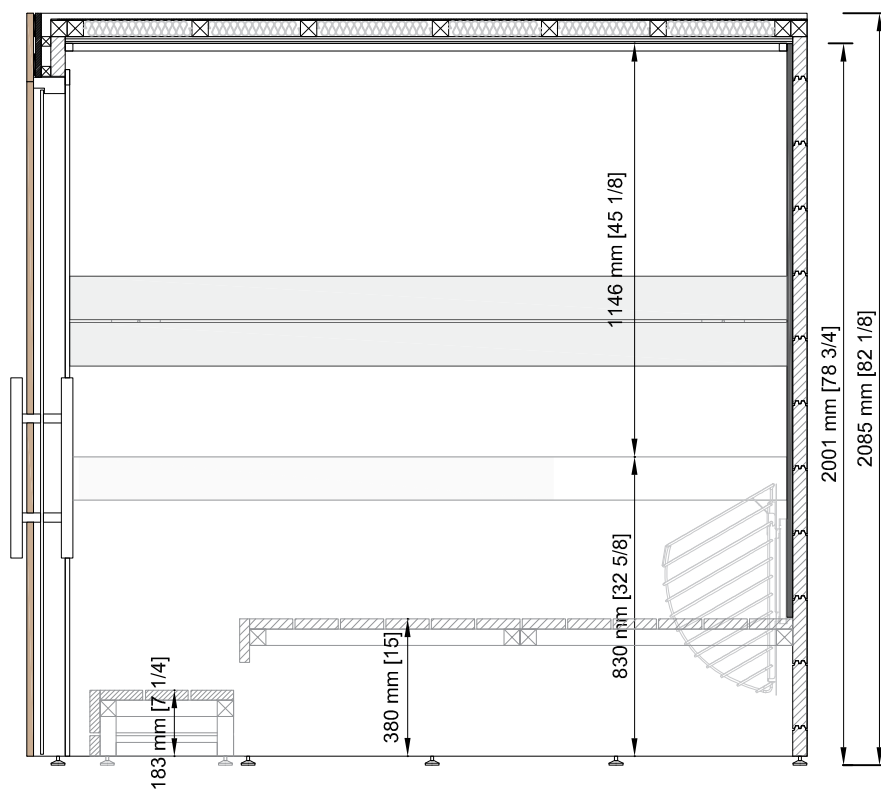 1146 mm [45 1/8]
2001 mm [78 3/4]
2085 mm [82 1/8]
830 mm [32 5/8]
380 mm [15]
183 mm [7 1/4]